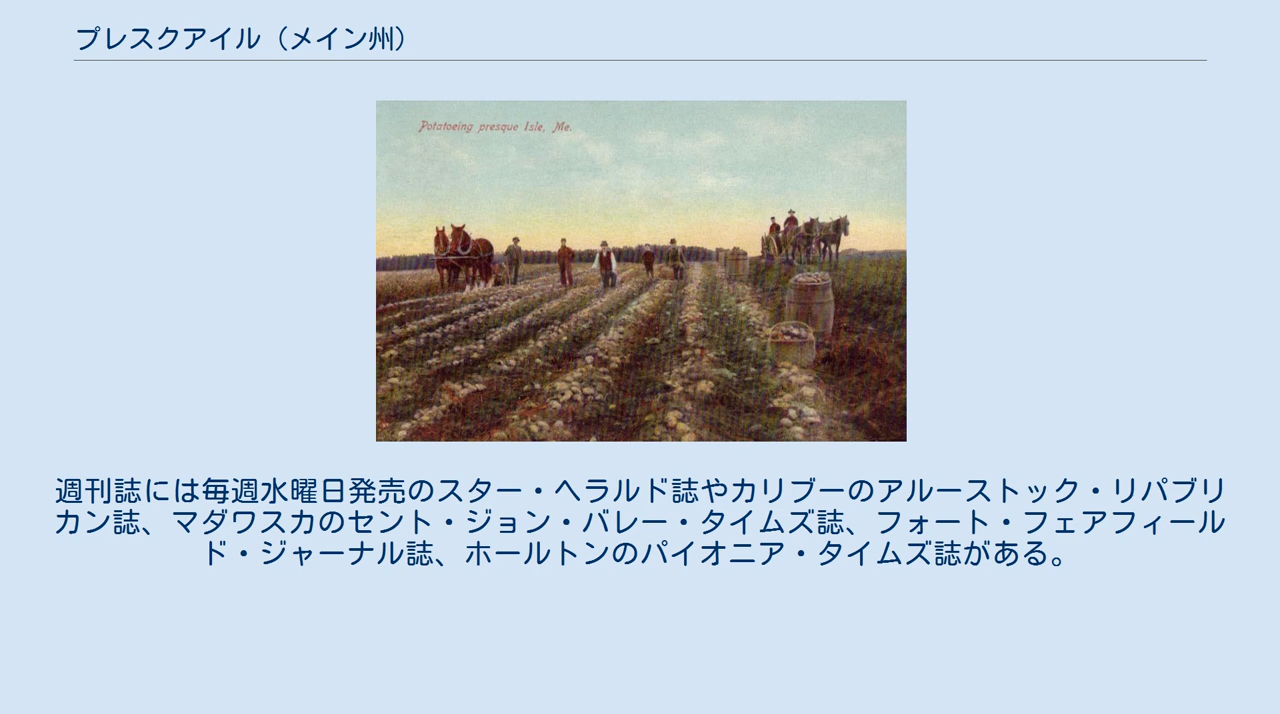 プレスクアイル（メイン州）
Potatoeing presque Isle, Me.
週刊誌には毎週水曜日発売のスター・ヘラルド誌やカリブーのアルーストック・リパブリ
カン誌、マダワスカのセント・ジョン・バレー・タイムズ誌、フォート・フェアフィール
ド・ジャーナル誌、ホールトンのパイオニア・タイムズ誌がある。